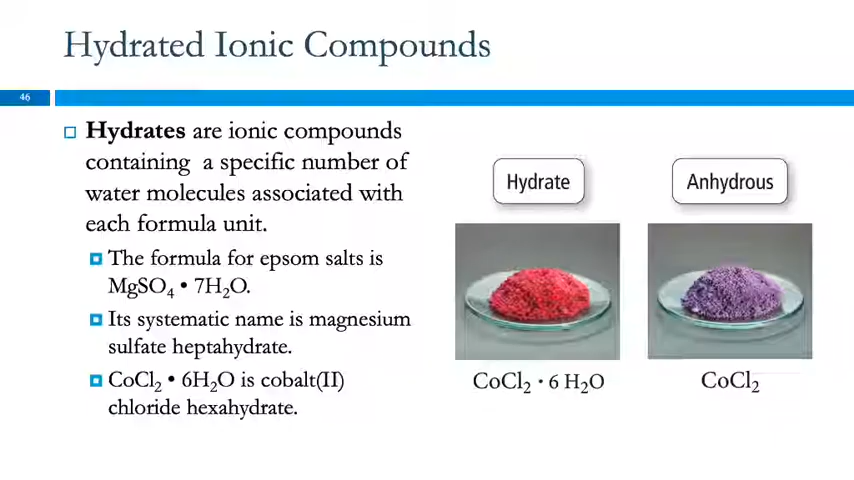 Hydrated Ionic Compounds
46
Hydrates are ionic compounds
containing a specific number of
water molecules associated with
each formula unit.
The formula for epsom salts is
MgSO₄ • 7H₂O.
Its systematic name is magnesium
sulfate heptahydrate.
CoCl₂ • 6H₂O is cobalt(II)
chloride hexahydrate.
Hydrate
Anhydrous
CoCl₂ · 6 H₂O
CoCl₂